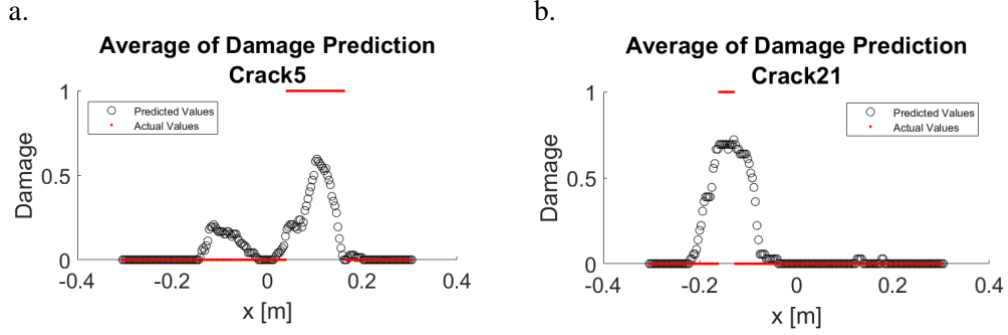 a.
Average of Damage Prediction
Crack5
1
0.5
0
Damage
Predicted Values
Actual Values
-0.4
-0.2
0
0.2
0.4
x [m]
b.
Average of Damage Prediction
Crack21
1
0.5
0
Damage
Predicted Values
Actual Values
-0.4
-0.2
0
0.2
0.4
x [m]